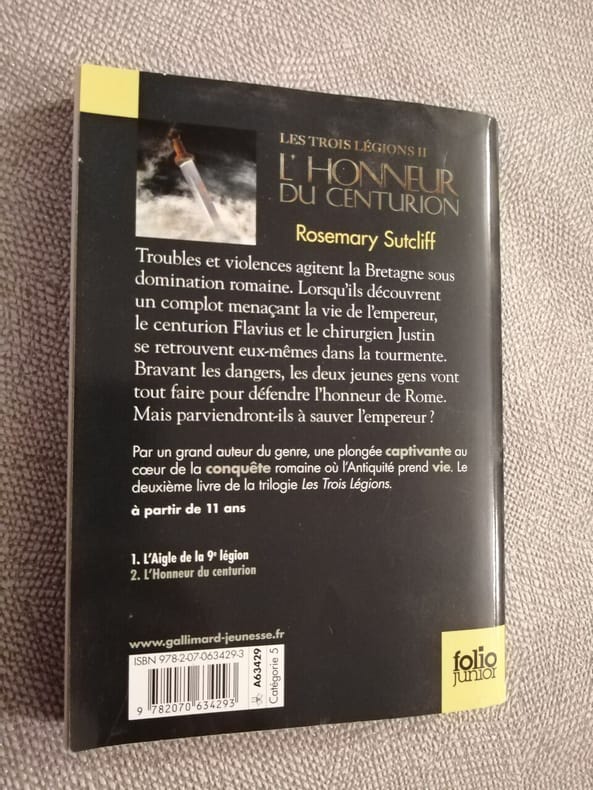 LES TROIS LÉGIONS II
L'HONNEUR
DU CENTURION
Rosemary Sutcliff
Troubles et violences agitent la Bretagne sous
domination romaine. Lorsqu'ils découvrent
un complot menaçant la vie de l'empereur,
le centurion Flavius et le chirurgien Justin
se retrouvent eux-mêmes dans la tourmente.
Bravant les dangers, les deux jeunes gens vont
tout faire pour défendre l'honneur de Rome.
Mais parviendront-ils à sauver l'empereur ?
Par un grand auteur du genre, une plongée captivante au
cœur de la conquête romaine où l'Antiquité prend vie. Le
deuxième livre de la trilogie Les Trois Légions.
à partir de 11 ans
1. L'Aigle de la 9e légion
2. L'Honneur du centurion
www.gallimard-jeunesse.fr
ISBN 978-2-07-063429-3
9 782070 634293
A63429
Catégorie 5
folio
junior